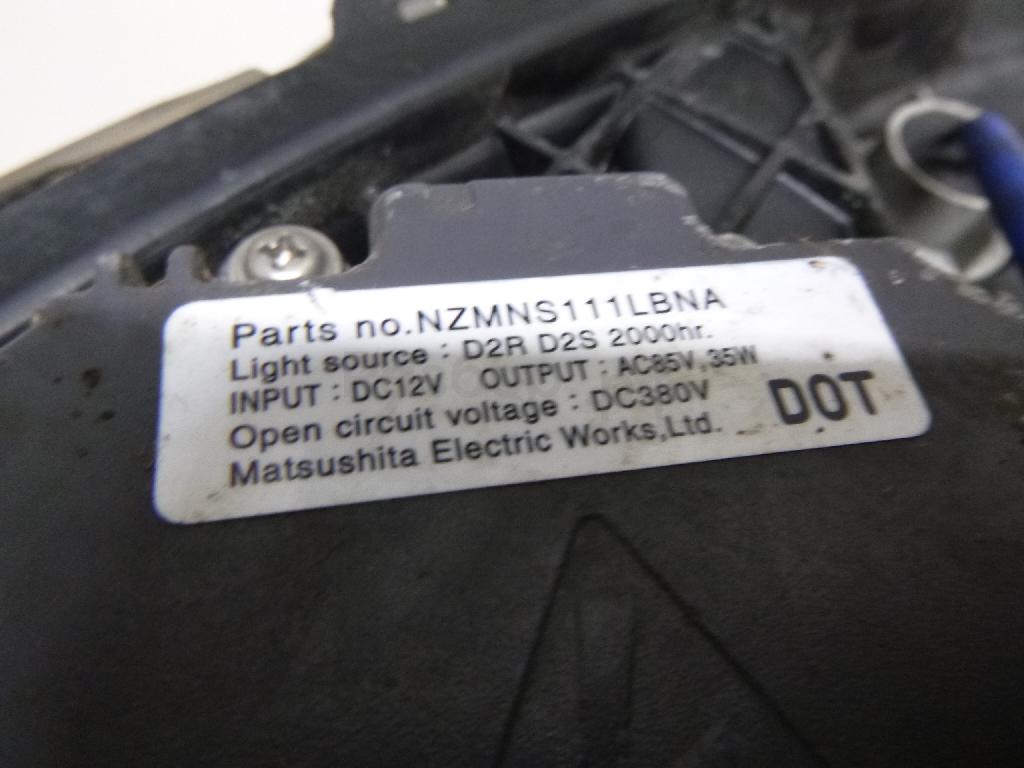 Parts no.NZMNS111LBNA
Light source : D2R D2S 2000hr.
INPUT : DC12V OUTPUT : AC85V,35W
Open circuit voltage : DC380V
Matsushita Electric Works,Ltd.
DOT